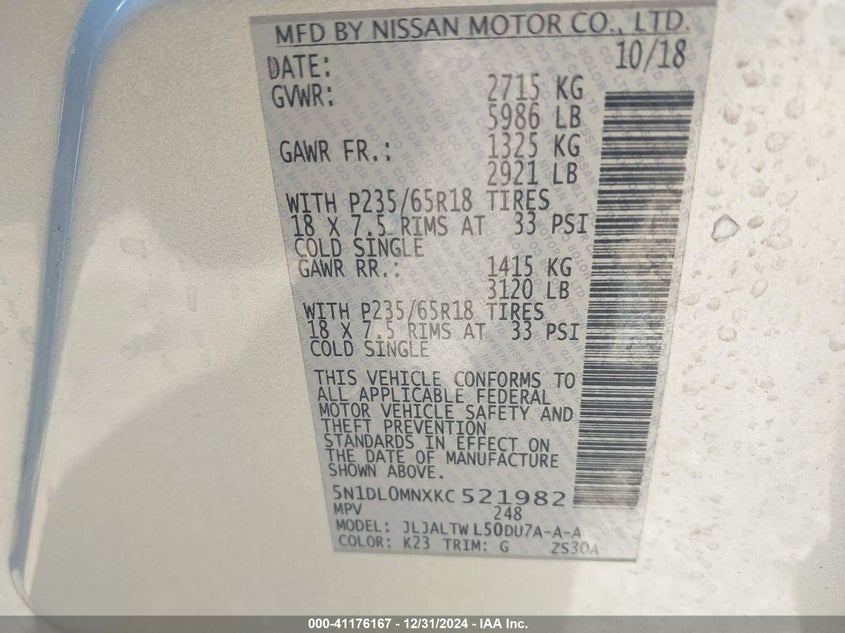 MFD BY NISSAN MOTOR CO., LTD.
DATE: 10/18
GVWR: 2715 KG
5986 LB
GAWR FR.: 1325 KG
2921 LB
WITH P235/65R18 TIRES
18 X 7.5 RIMS AT 33 PSI
COLD SINGLE
GAWR RR.: 1415 KG
3120 LB
WITH P235/65R18 TIRES
18 X 7.5 RIMS AT 33 PSI
COLD SINGLE
THIS VEHICLE CONFORMS TO
ALL APPLICABLE FEDERAL
MOTOR VEHICLE SAFETY AND
THEFT PREVENTION
STANDARDS IN EFFECT ON
THE DATE OF MANUFACTURE
SHOWN ABOVE.
5N1DL0MNXKC521982
MPV 248
MODEL: JLJALTWL50DU7A-A-A
COLOR: K23 TRIM: G ZS30A
000-41176167 - 12/31/2024 - IAA Inc.